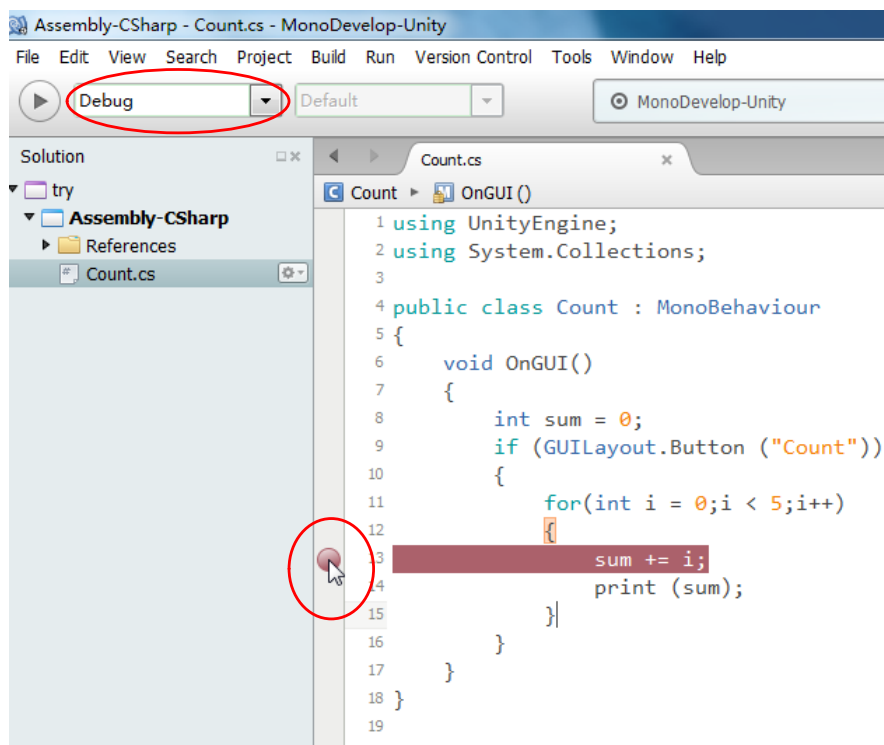 Assembly-CSharp - Count.cs - MonoDevelop-Unity
File Edit View Search Project Build Run Version Control Tools Window Help
Debug Default MonoDevelop-Unity
Solution
try
Assembly-CSharp
References
Count.cs
Count.cs
Count OnGUI ()
1 using UnityEngine;
2 using System.Collections;
3
4 public class Count : MonoBehaviour
5 {
6 void OnGUI()
7 {
8 int sum = 0;
9 if (GUILayout.Button ("Count"))
10 {
11 for(int i = 0;i < 5;i++)
12 {
13 sum += i;
14 print (sum);
15 }
16 }
17 }
18 }
19